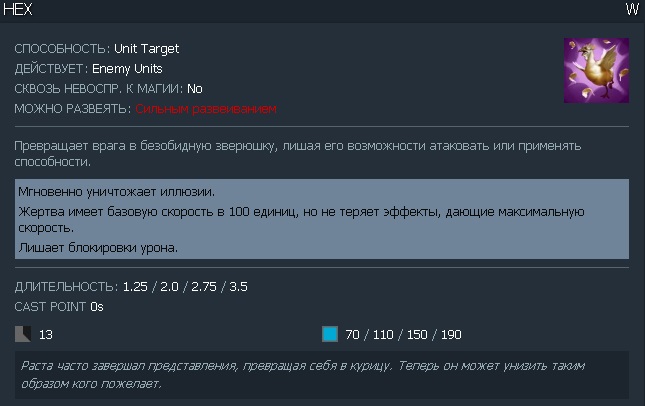 HEX W
СПОСОБНОСТЬ: Unit Target
ДЕЙСТВУЕТ: Enemy Units
СКВОЗЬ НЕВОСПР. К МАГИИ: No
МОЖНО РАЗВЕЯТЬ: Сильным развеиванием
Превращает врага в безобидную зверюшку, лишая его возможности атаковать или применять
способности.
Мгновенно уничтожает иллюзии.
Жертва имеет базовую скорость в 100 единиц, но не теряет эффекты, дающие максимальную
скорость.
Лишает блокировки урона.
ДЛИТЕЛЬНОСТЬ: 1.25 / 2.0 / 2.75 / 3.5
CAST POINT 0s
13 70 / 110 / 150 / 190
Раста часто завершал представления, превращая себя в курицу. Теперь он может унизить таким
образом кого пожелает.